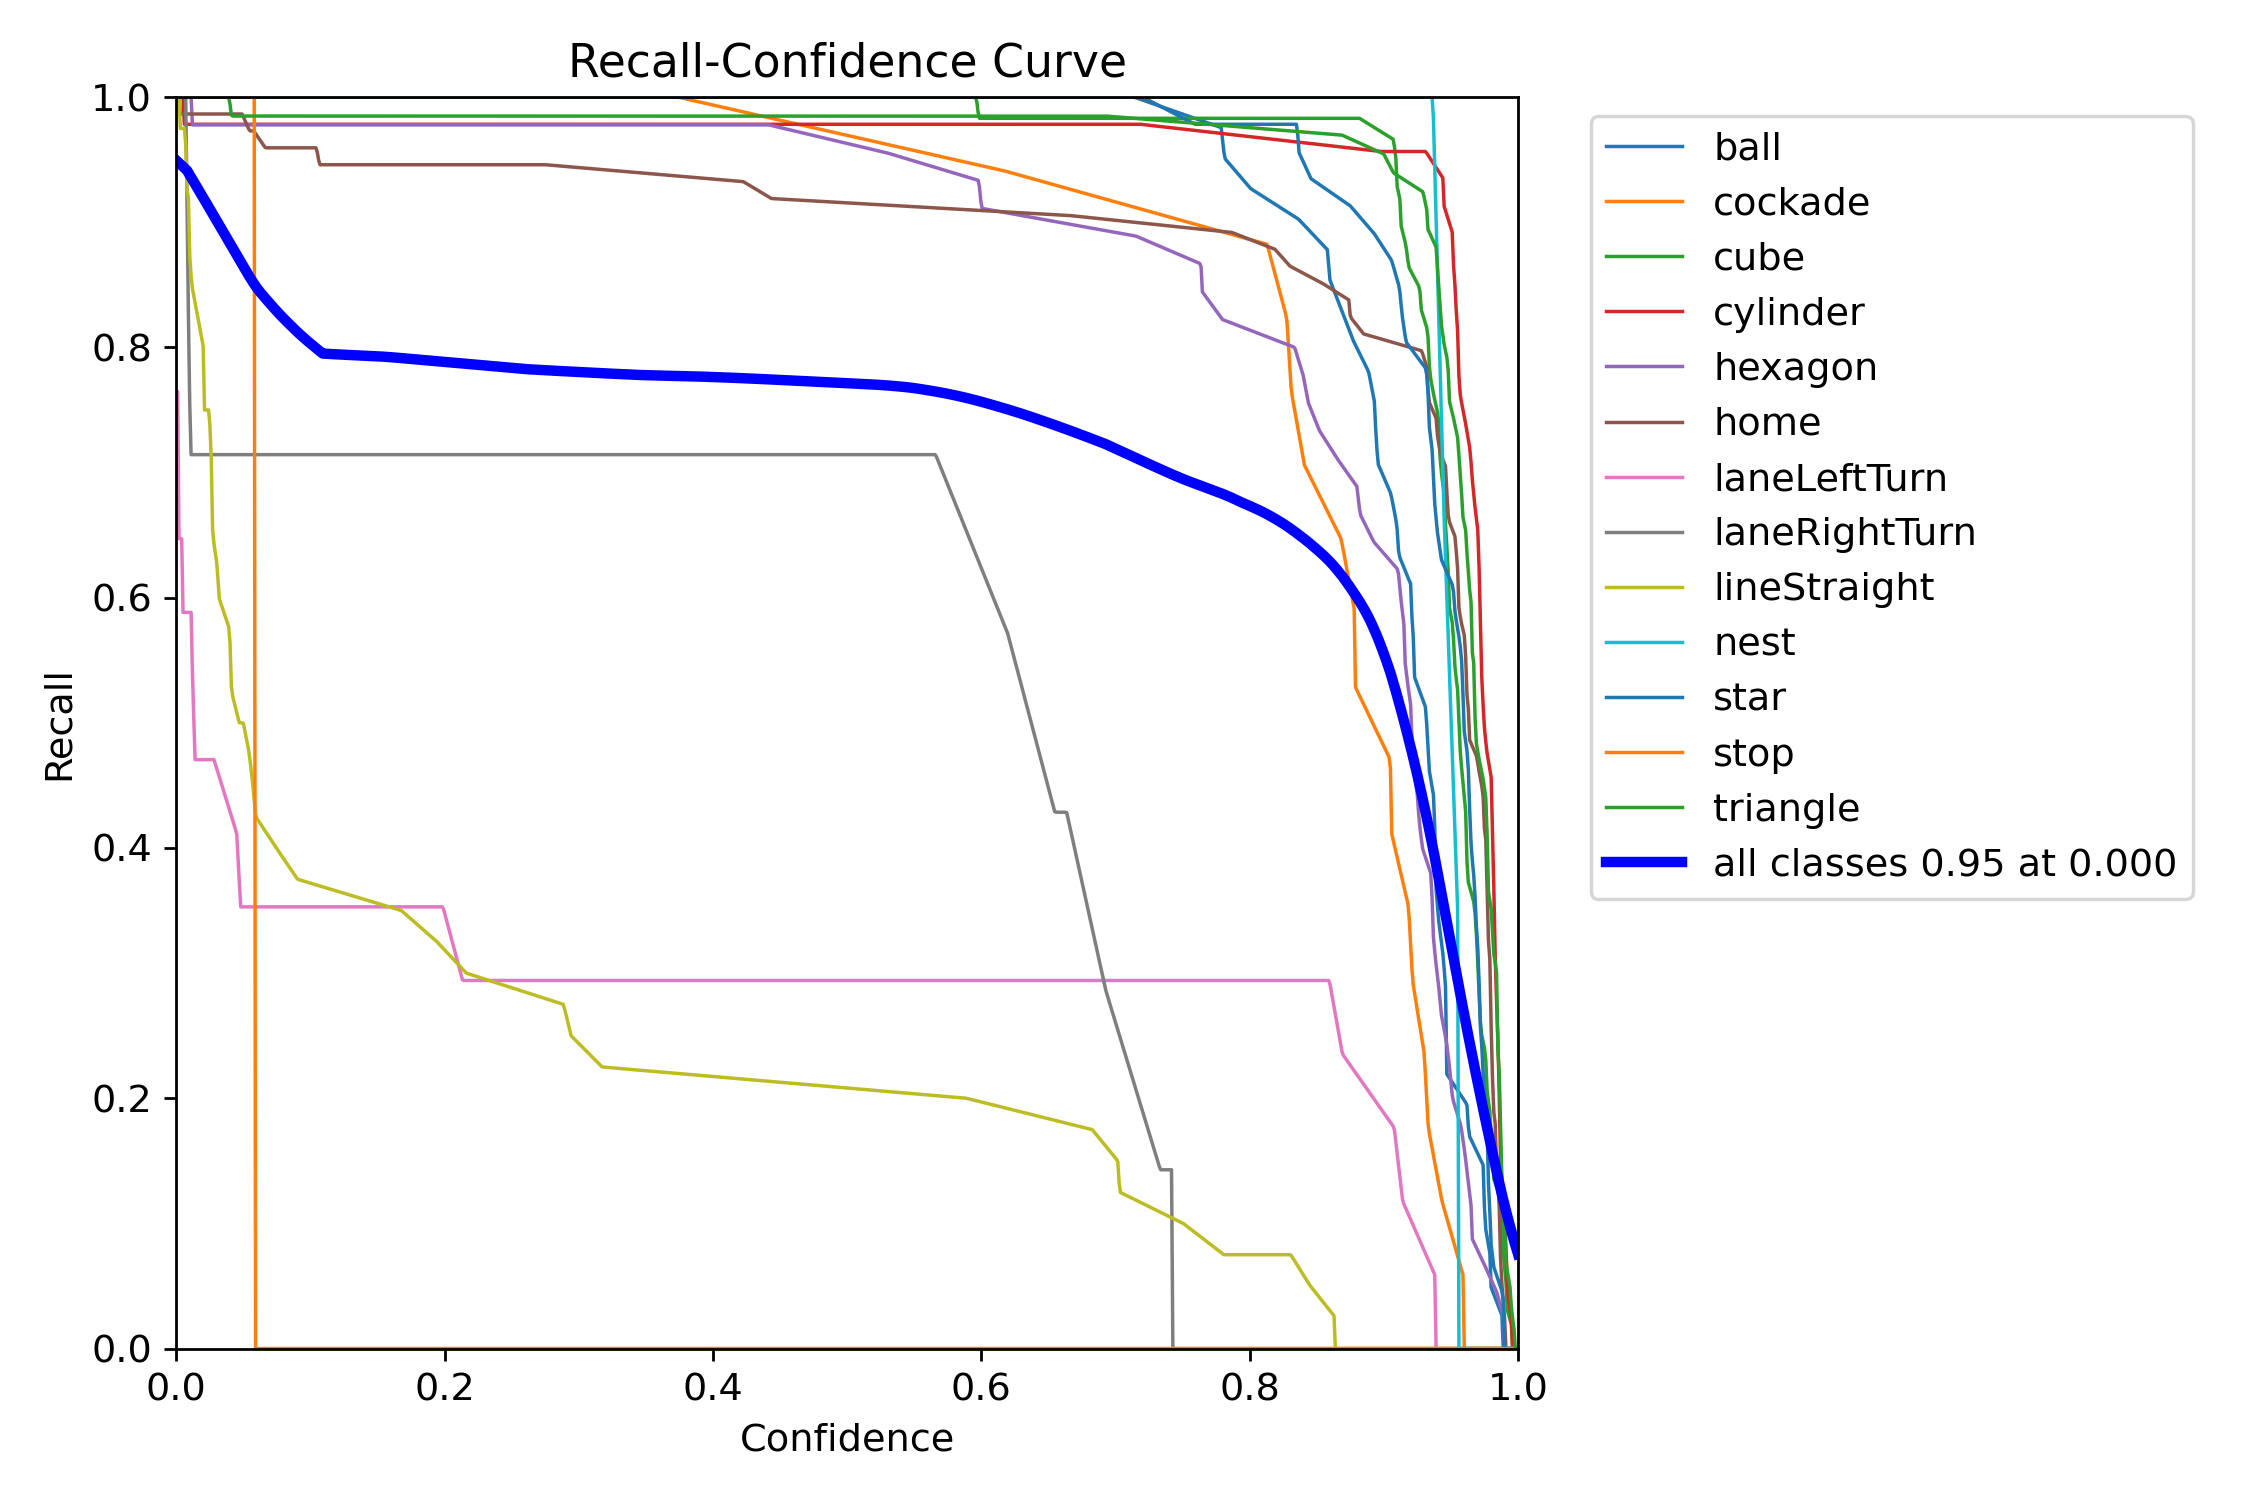 Recall-Confidence Curve
1.0
0.8
0.6
0.4
0.2
0.0
Recall
0.0 0.2 0.4 0.6 0.8 1.0
Confidence
ball
cockade
cube
cylinder
hexagon
home
laneLeftTurn
laneRightTurn
lineStraight
nest
star
stop
triangle
all classes 0.95 at 0.000